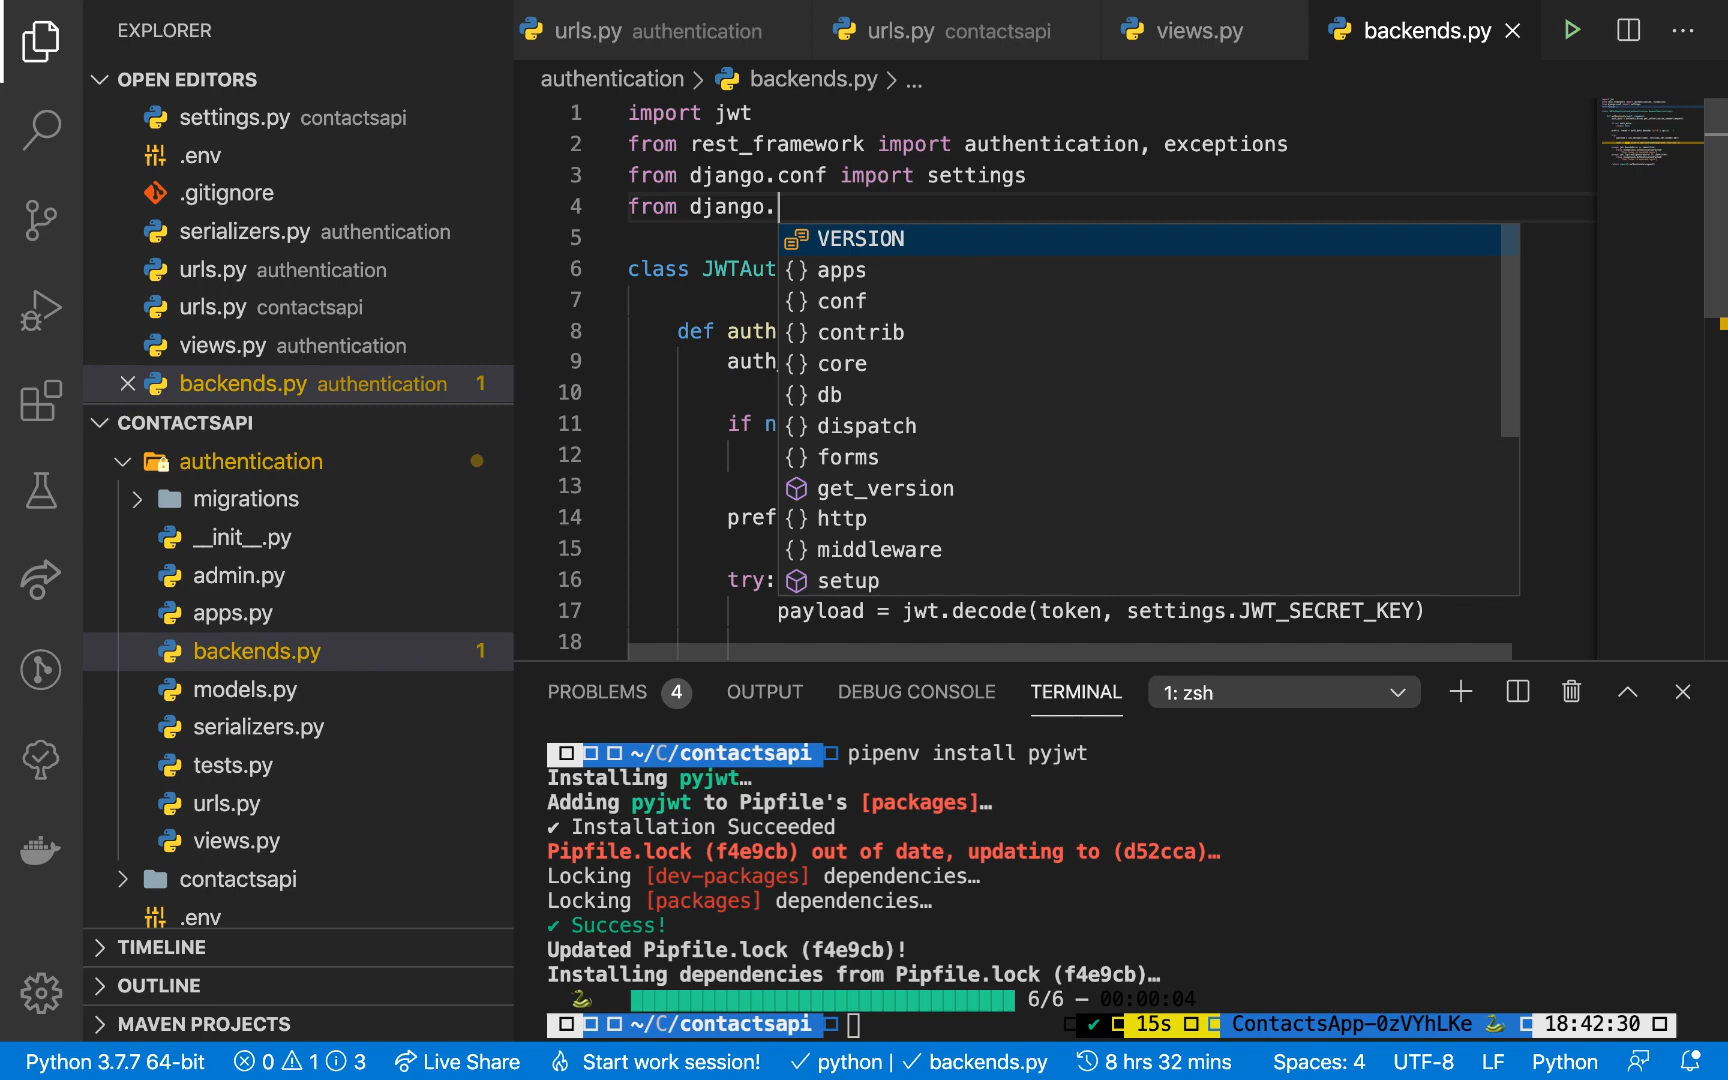 EXPLORER
OPEN EDITORS
settings.py contactsapi
.env
.gitignore
serializers.py authentication
urls.py authentication
urls.py contactsapi
views.py authentication
backends.py authentication 1
CONTACTSAPI
authentication
migrations
__init__.py
admin.py
apps.py
backends.py 1
models.py
serializers.py
tests.py
urls.py
views.py
contactsapi
.env
TIMELINE
OUTLINE
MAVEN PROJECTS
urls.py authentication
urls.py contactsapi
views.py
backends.py
authentication > backends.py > ...
1 import jwt
2 from rest_framework import authentication, exceptions
3 from django.conf import settings
4 from django.
5
6 class JWTAut
7
8 def auth
9 auth_
10
11 if n
12
13
14 pref
15
16 try:
17 payload = jwt.decode(token, settings.JWT_SECRET_KEY)
18
VERSION
{} apps
{} conf
{} contrib
{} core
{} db
{} dispatch
{} forms
get_version
{} http
{} middleware
setup
PROBLEMS 4 OUTPUT DEBUG CONSOLE TERMINAL 1: zsh
~/C/contactsapi pipenv install pyjwt
Installing pyjwt…
Adding pyjwt to Pipfile's [packages]…
✔ Installation Succeeded
Pipfile.lock (f4e9cb) out of date, updating to (d52cca)…
Locking [dev-packages] dependencies…
Locking [packages] dependencies…
✔ Success!
Updated Pipfile.lock (f4e9cb)!
Installing dependencies from Pipfile.lock (f4e9cb)…
6/6 — 00:00:04
~/C/contactsapi ✔ 15s ContactsApp-0zVYhLKe 18:42:30
Python 3.7.7 64-bit 0 1 3 Live Share Start work session! ✓ python | ✓ backends.py 8 hrs 32 mins Spaces: 4 UTF-8 LF Python